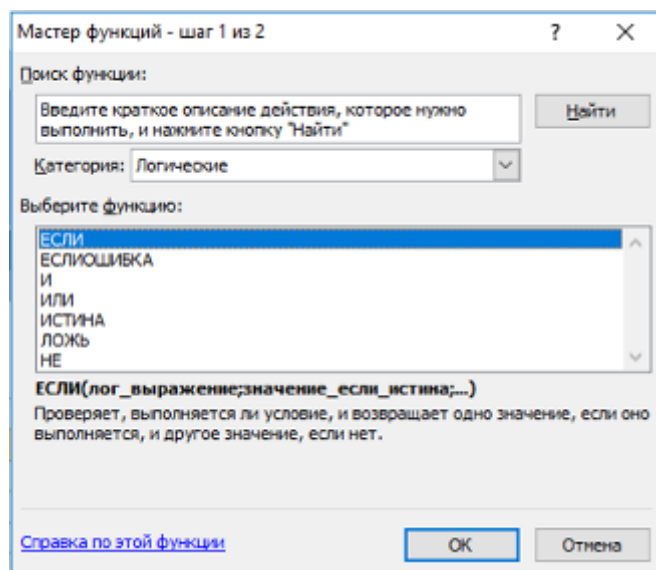 Мастер функций - шаг 1 из 2
Поиск функции:
Введите краткое описание действия, которое нужно
выполнить, и нажмите кнопку "Найти"
Найти
Категория: Логические
Выберите функцию:
ЕСЛИ
ЕСЛИОШИБКА
И
ИЛИ
ИСТИНА
ЛОЖЬ
НЕ
ЕСЛИ(лог_выражение;значение_если_истина;...)
Проверяет, выполняется ли условие, и возвращает одно значение, если оно
выполняется, и другое значение, если нет.
Справка по этой функции
ОК
Отмена